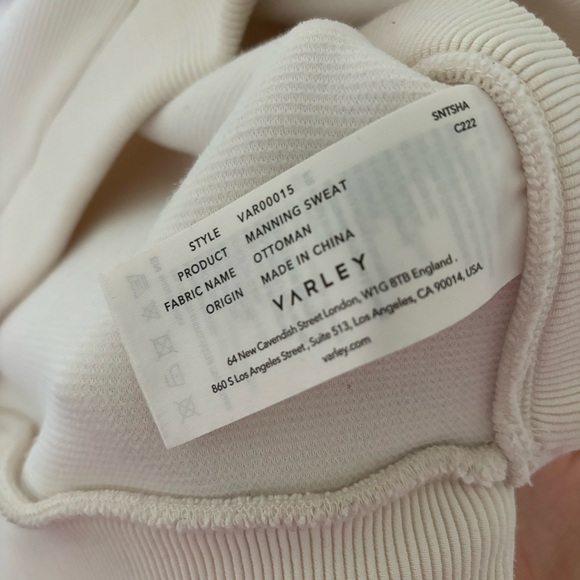 SNTSHA
C222
STYLE VAR00015
PRODUCT MANNING SWEAT
FABRIC NAME OTTOMAN
ORIGIN MADE IN CHINA
VARLEY
64 New Cavendish Street London, W1G 8TB England.
860 S Los Angeles Street, Suite 513, Los Angeles, CA 90014, USA
varley.com